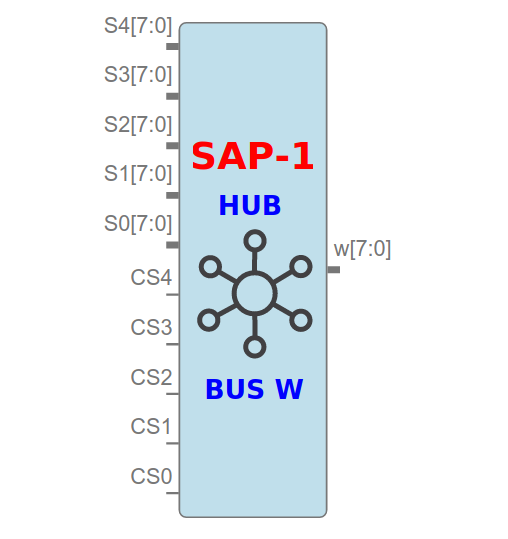 S4[7:0]
S3[7:0]
S2[7:0]
S1[7:0]
S0[7:0]
CS4
CS3
CS2
CS1
CS0
SAP-1
HUB
BUS W
w[7:0]